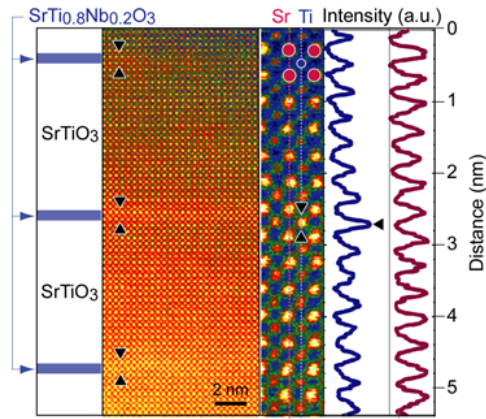 SrTi0.8Nb0.2O3
Sr Ti Intensity (a.u.)
0
SrTiO3
1
2
Distance (nm)
3
SrTiO3
4
5
2 nm